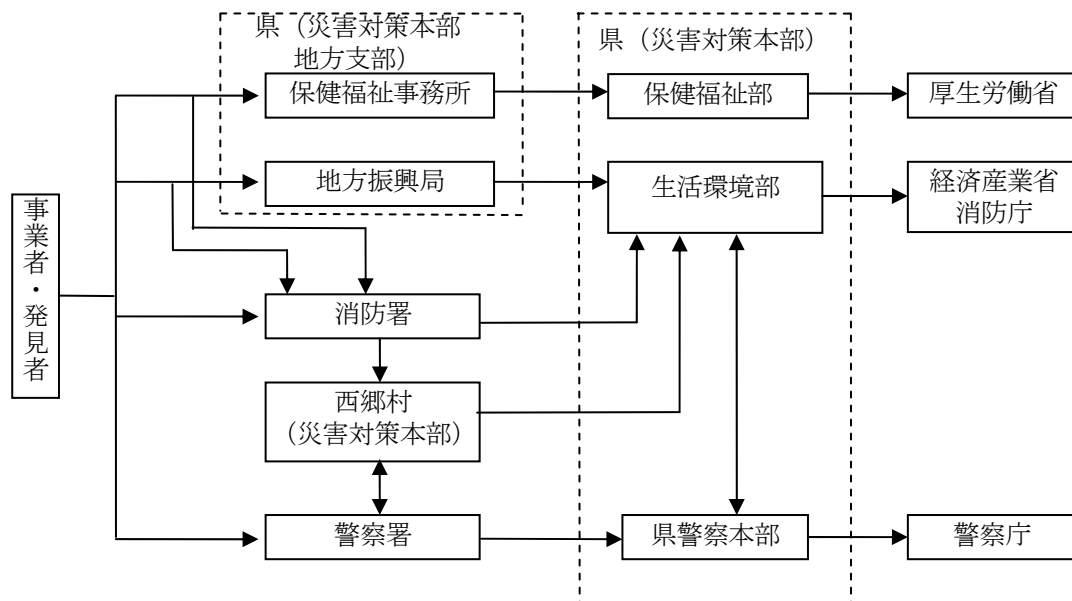 県（災害対策本部
地方支部）
県（災害対策本部）
保健福祉事務所
保健福祉部
厚生労働省
地方振興局
生活環境部
経済産業省
消防庁
事業者・発見者
消防署
西郷村
（災害対策本部）
警察署
県警察本部
警察庁